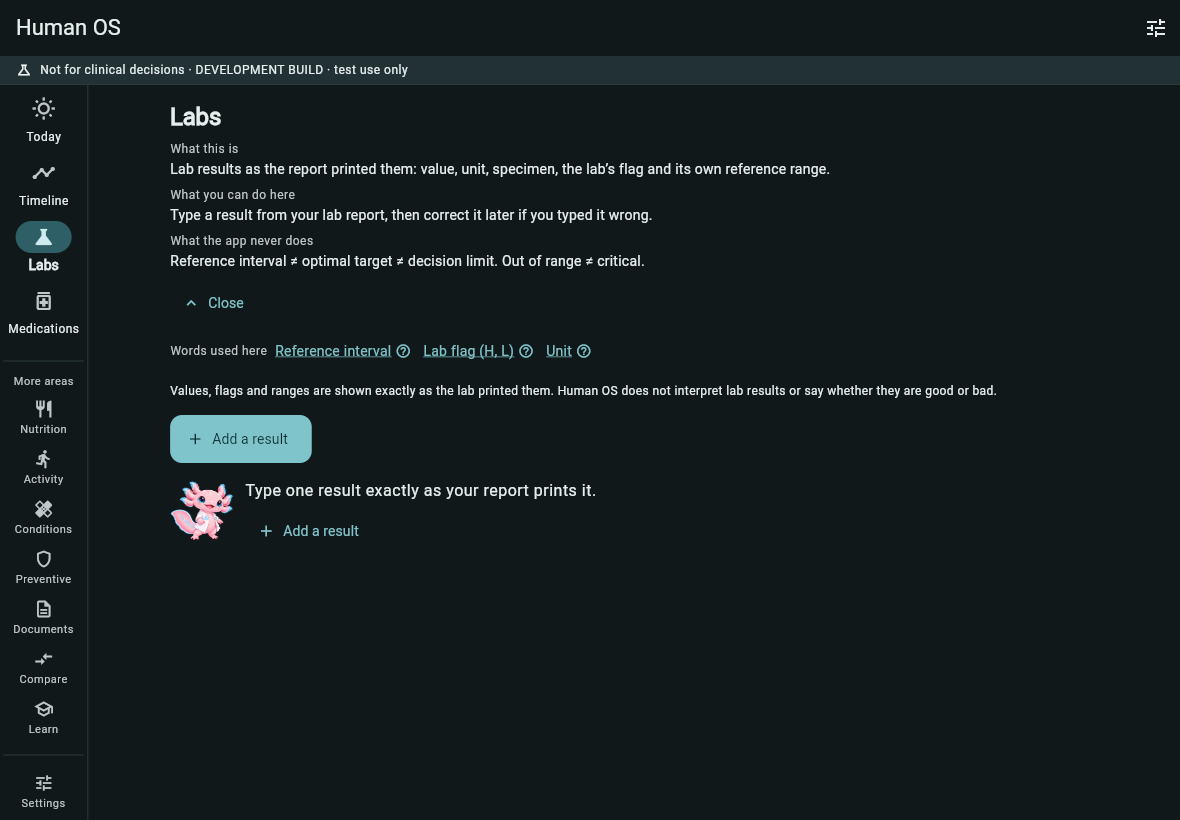 Human OS
Not for clinical decisions · DEVELOPMENT BUILD · test use only
Today
Timeline
Labs
Medications
More areas
Nutrition
Activity
Conditions
Preventive
Documents
Compare
Learn
Settings
Labs
What this is
Lab results as the report printed them: value, unit, specimen, the lab’s flag and its own reference range.
What you can do here
Type a result from your lab report, then correct it later if you typed it wrong.
What the app never does
Reference interval ≠ optimal target ≠ decision limit. Out of range ≠ critical.
Close
Words used here Reference interval Lab flag (H, L) Unit
Values, flags and ranges are shown exactly as the lab printed them. Human OS does not interpret lab results or say whether they are good or bad.
+ Add a result
Type one result exactly as your report prints it.
+ Add a result